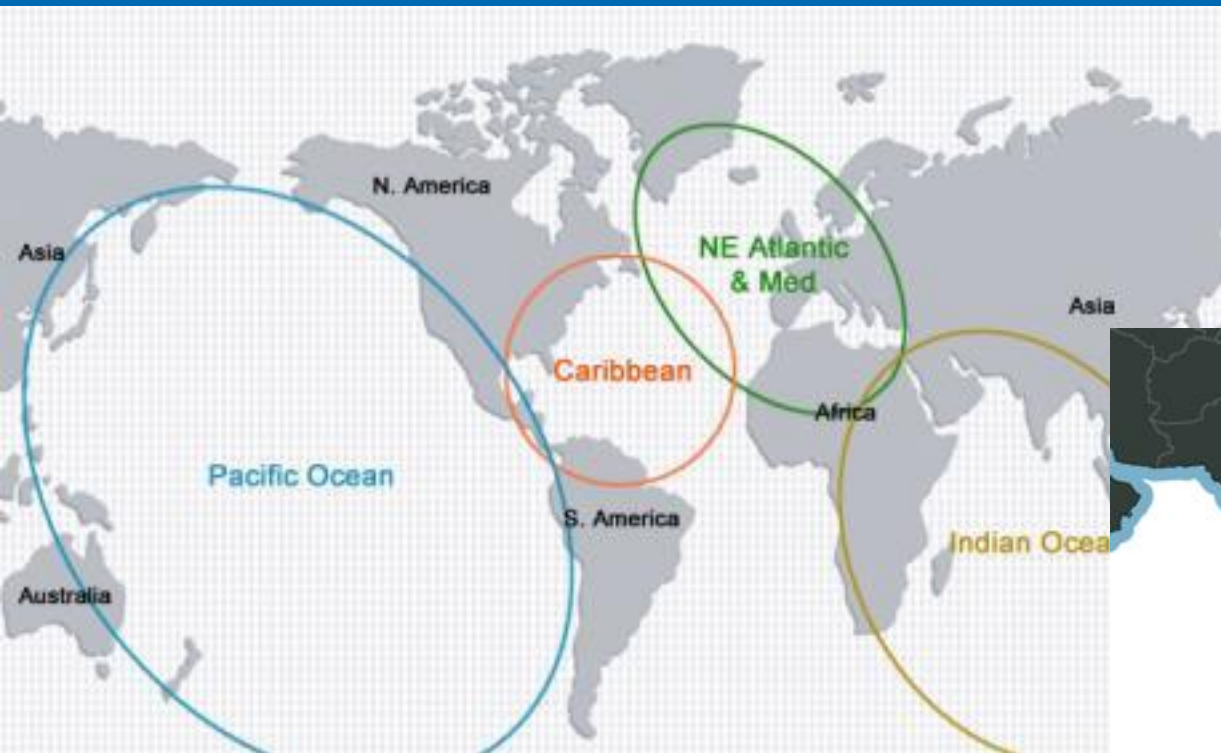 N. America
Asia
NE Atlantic
& Med
Asia
Caribbean
Africa
Pacific Ocean
S. America
Indian Ocea
Australia